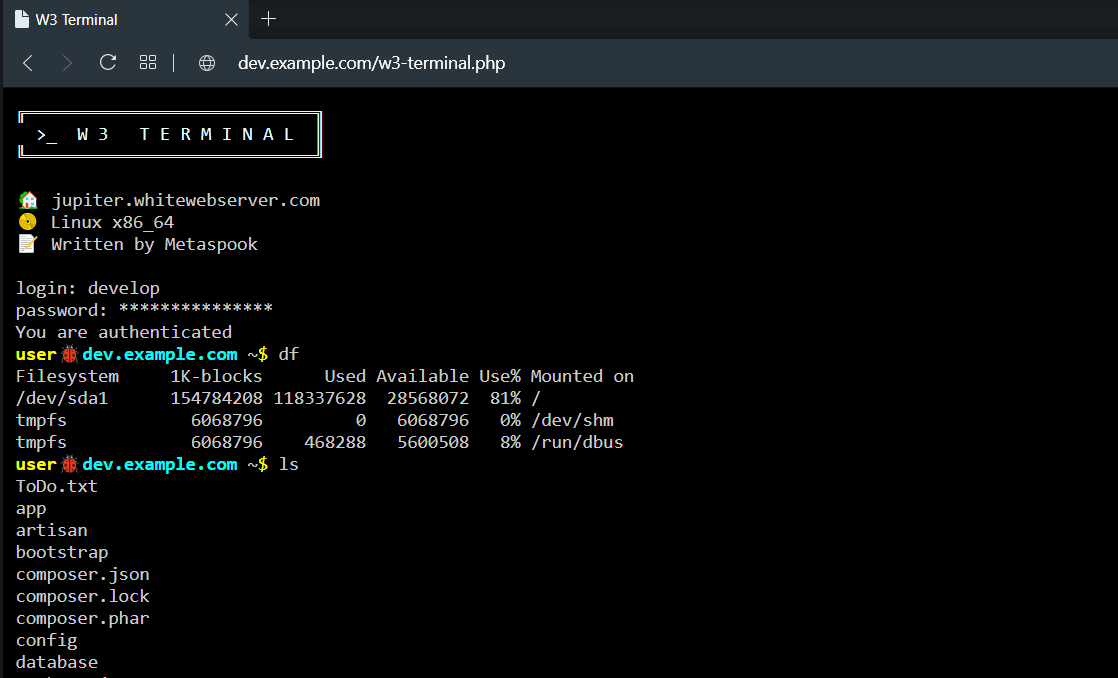 W3 Terminal
dev.example.com/w3-terminal.php
>_ W3 TERMINAL
jupiter.whitewebserver.com
Linux x86_64
Written by Metaspook
login: develop
password: ***************
You are authenticated
user🐞dev.example.com ~$ df
Filesystem     1K-blocks      Used Available Use% Mounted on
/dev/sda1      154784208 118337628  28568072  81% /
tmpfs            6068796         0   6068796   0% /dev/shm
tmpfs            6068796    468288   5600508   8% /run/dbus
user🐞dev.example.com ~$ ls
ToDo.txt
app
artisan
bootstrap
composer.json
composer.lock
composer.phar
config
database